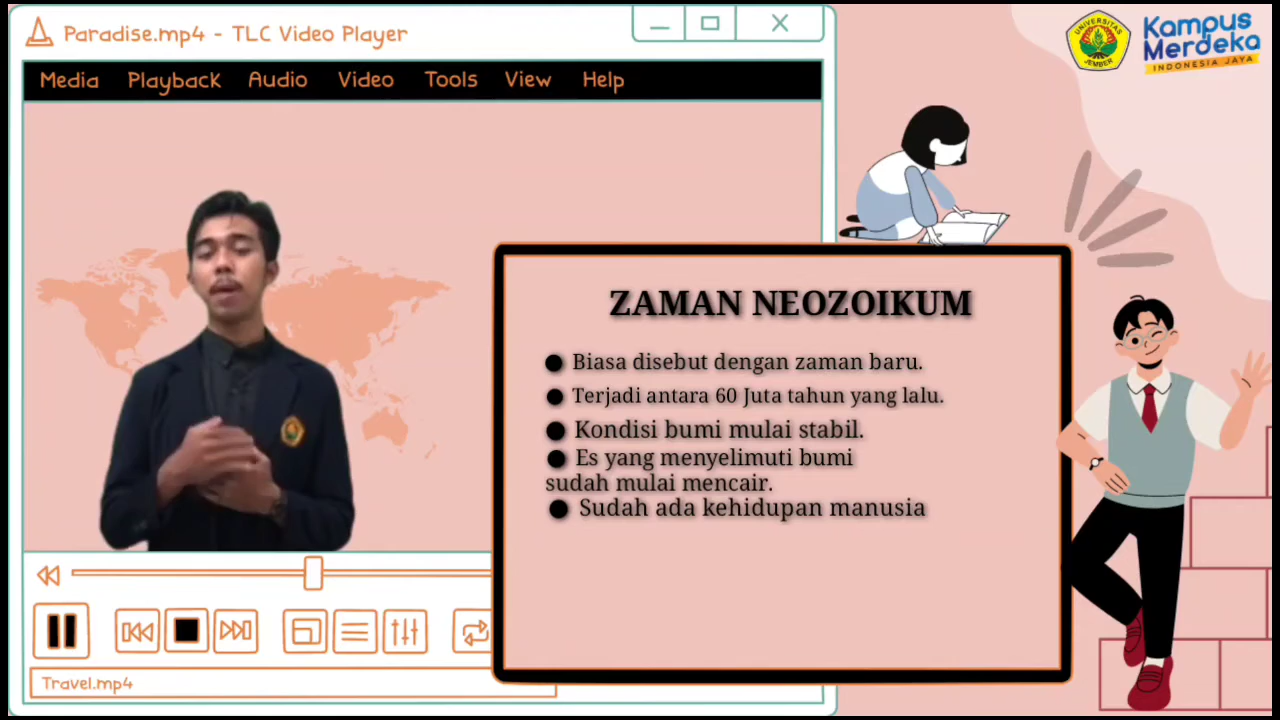 Paradise.mp4 - TLC Video Player
Media Playback Audio Video Tools View Help
UNIVERSITAS
JEMBER
Kampus
Merdeka
INDONESIA JAYA
ZAMAN NEOZOIKUM
● Biasa disebut dengan zaman baru.
● Terjadi antara 60 Juta tahun yang lalu.
● Kondisi bumi mulai stabil.
● Es yang menyelimuti bumi
sudah mulai mencair.
● Sudah ada kehidupan manusia
Travel.mp4